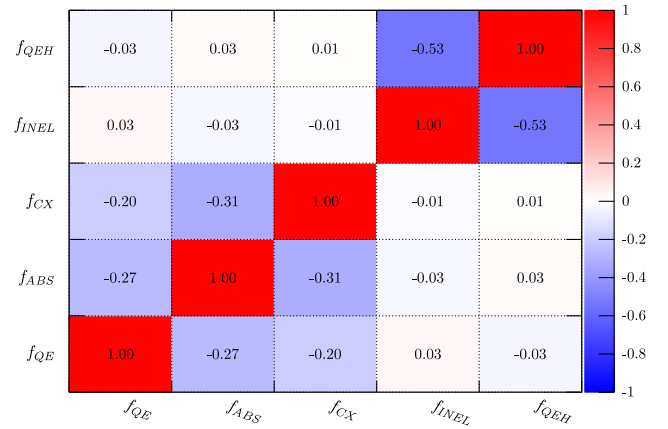 f_QEH -0.03 0.03 0.01 -0.53 1.00
f_INEL 0.03 -0.03 -0.01 1.00 -0.53
f_CX -0.20 -0.31 1.00 -0.01 0.01
f_ABS -0.27 1.00 -0.31 -0.03 0.03
f_QE 1.00 -0.27 -0.20 0.03 -0.03
f_QE f_ABS f_CX f_INEL f_QEH
1
0.8
0.6
0.4
0.2
0
-0.2
-0.4
-0.6
-0.8
-1